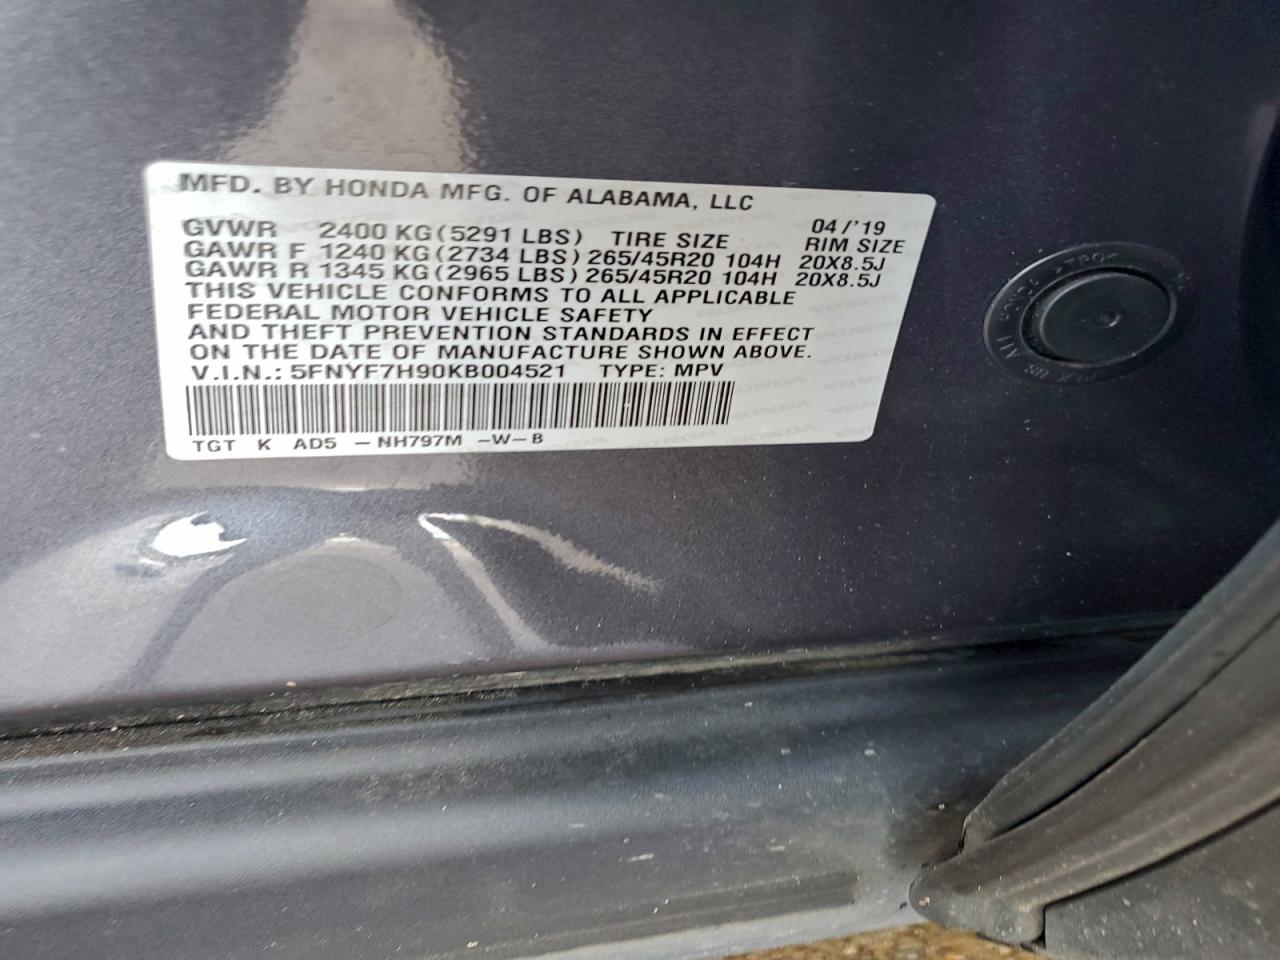 MFD. BY HONDA MFG. OF ALABAMA, LLC
04/'19
GVWR 2400 KG(5291 LBS) TIRE SIZE RIM SIZE
GAWR F 1240 KG(2734 LBS)265/45R20 104H 20X8.5J
GAWR R 1345 KG(2965 LBS)265/45R20 104H 20X8.5J
THIS VEHICLE CONFORMS TO ALL APPLICABLE
FEDERAL MOTOR VEHICLE SAFETY
AND THEFT PREVENTION STANDARDS IN EFFECT
ON THE DATE OF MANUFACTURE SHOWN ABOVE.
V.I.N.: 5FNYF7H90KB004521 TYPE: MPV
TGT K AD5 -NH797M -W-B
HONDA >TPO<